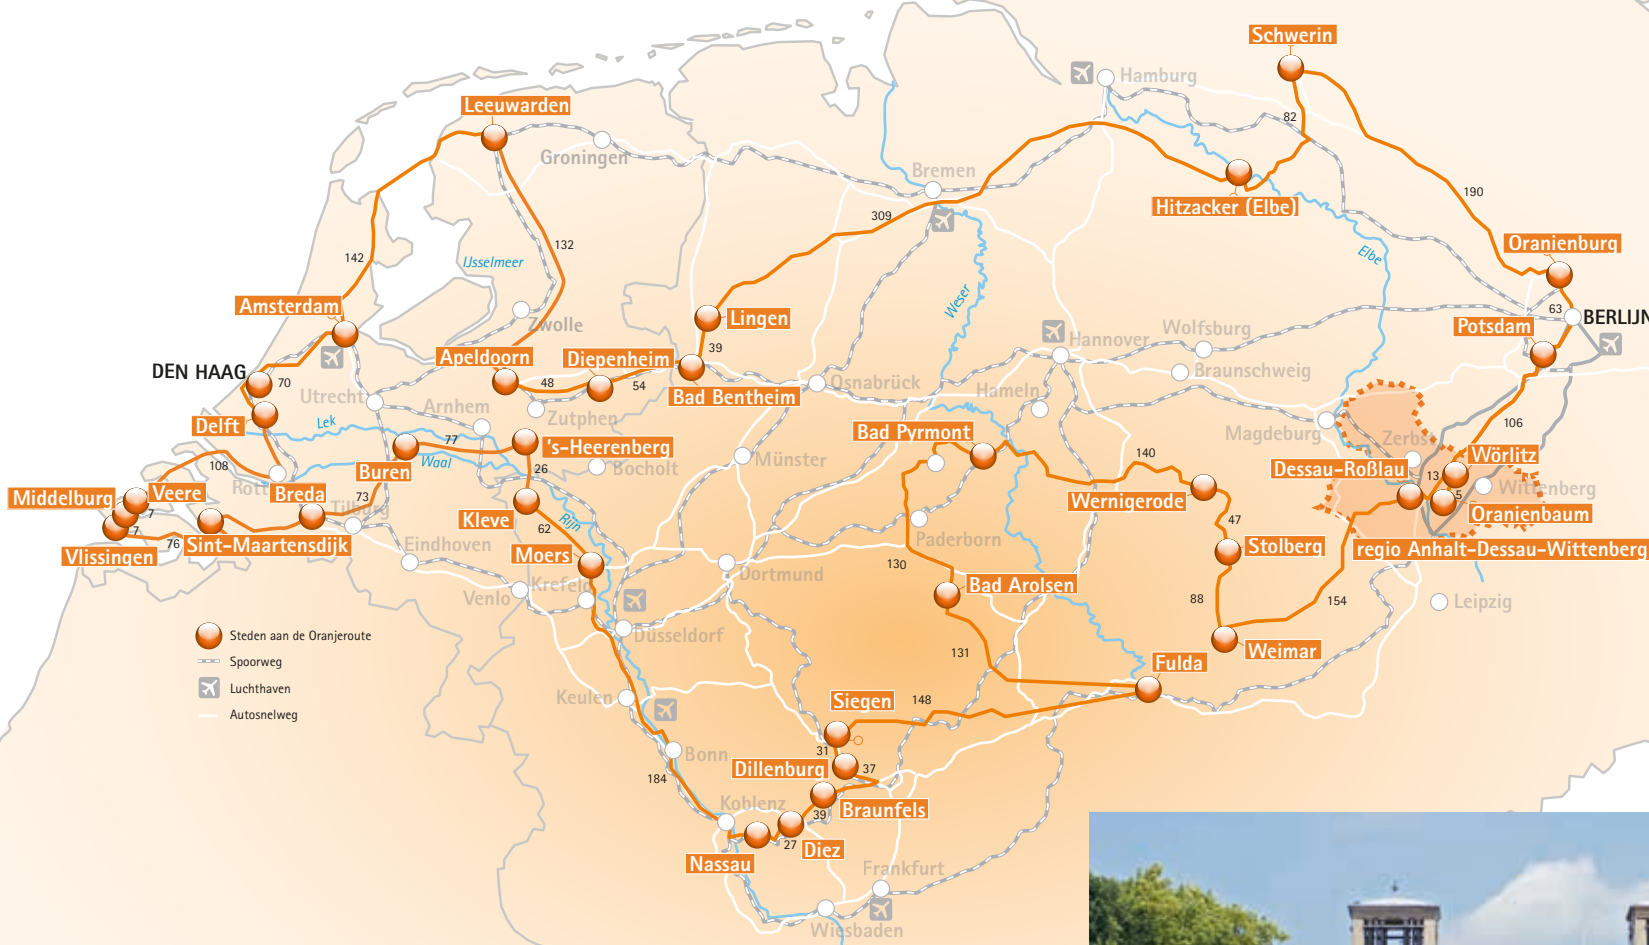 Schwerin
Hamburg
Leeuwarden
82
Groningen
Bremen
190
Hitzacker (Elbe)
309
Oranienburg
132
142
Elbe
IJsselmeer
Weser
Amsterdam
Lingen
63
BERLIJN
Zwolle
Potsdam
Wolfsburg
Hannover
39
Apeldoorn
Diepenheim
DEN HAAG
Braunschweig
70
48
54
Osnabrück
Hameln
Utrecht
Bad Bentheim
Arnhem
Zutphen
Delft
Lek
106
Magdeburg
Bad Pyrmont
Zerbst
77
's-Heerenberg
140
Wörlitz
Münster
Waal
108
Buren
26
Bocholt
Dessau-Roßlau
13
Wittenberg
Rott
Breda
73
Middelburg
Veere
5
Wernigerode
7
Tilburg
Kleve
Rijn
47
Oranienbaum
7
62
Paderborn
76
Sint-Maartensdijk
Eindhoven
Stolberg
regio Anhalt-Dessau-Wittenberg
Vlissingen
Moers
130
Dortmund
Bad Arolsen
Krefeld
Venlo
88
154
Leipzig
Steden aan de Oranjeroute
Düsseldorf
131
Weimar
Spoorweg
Fulda
Luchthaven
Keulen
Siegen
148
Autosnelweg
31
Bonn
Dillenburg
37
184
Koblenz
39
Braunfels
27
Diez
Nassau
Frankfurt
Wiesbaden